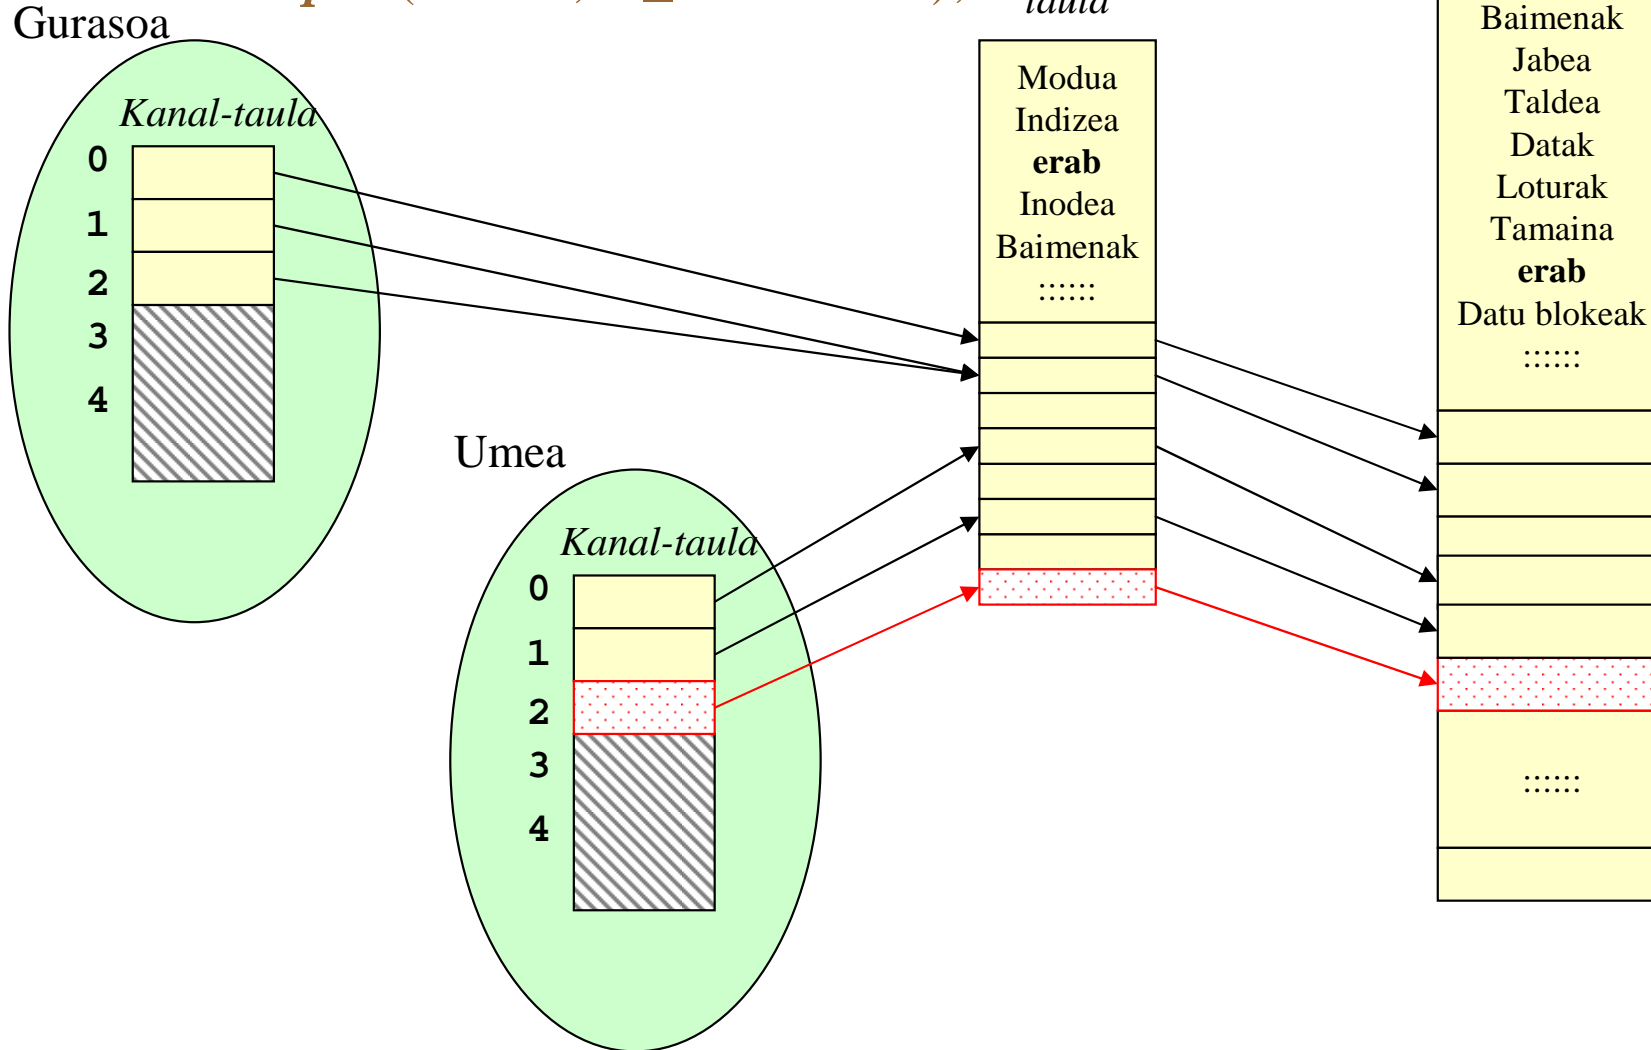 Gurasoa
Kanal-taula
0
1
2
3
4
Umea
Kanal-taula
0
1
2
3
4
taula
Modua
Indizea
erab
Inodea
Baimenak
::::::
Baimenak
Jabea
Taldea
Datak
Loturak
Tamaina
erab
Datu blokeak
::::::
::::::